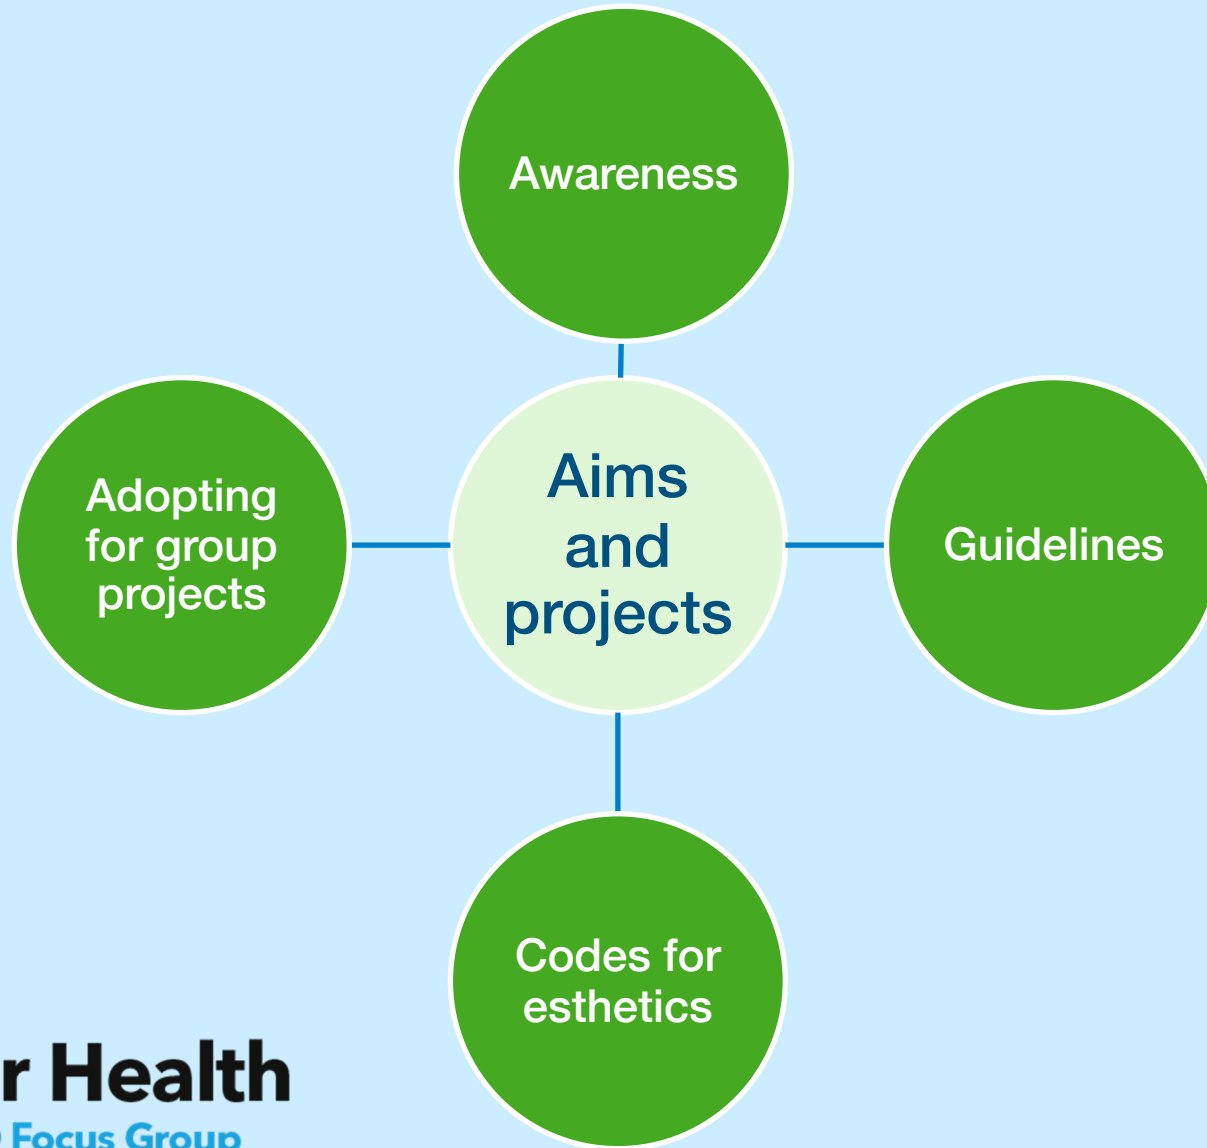 Awareness
Adopting
for group
projects
Aims
and
projects
Guidelines
Codes for
esthetics
r Health
Focus Group